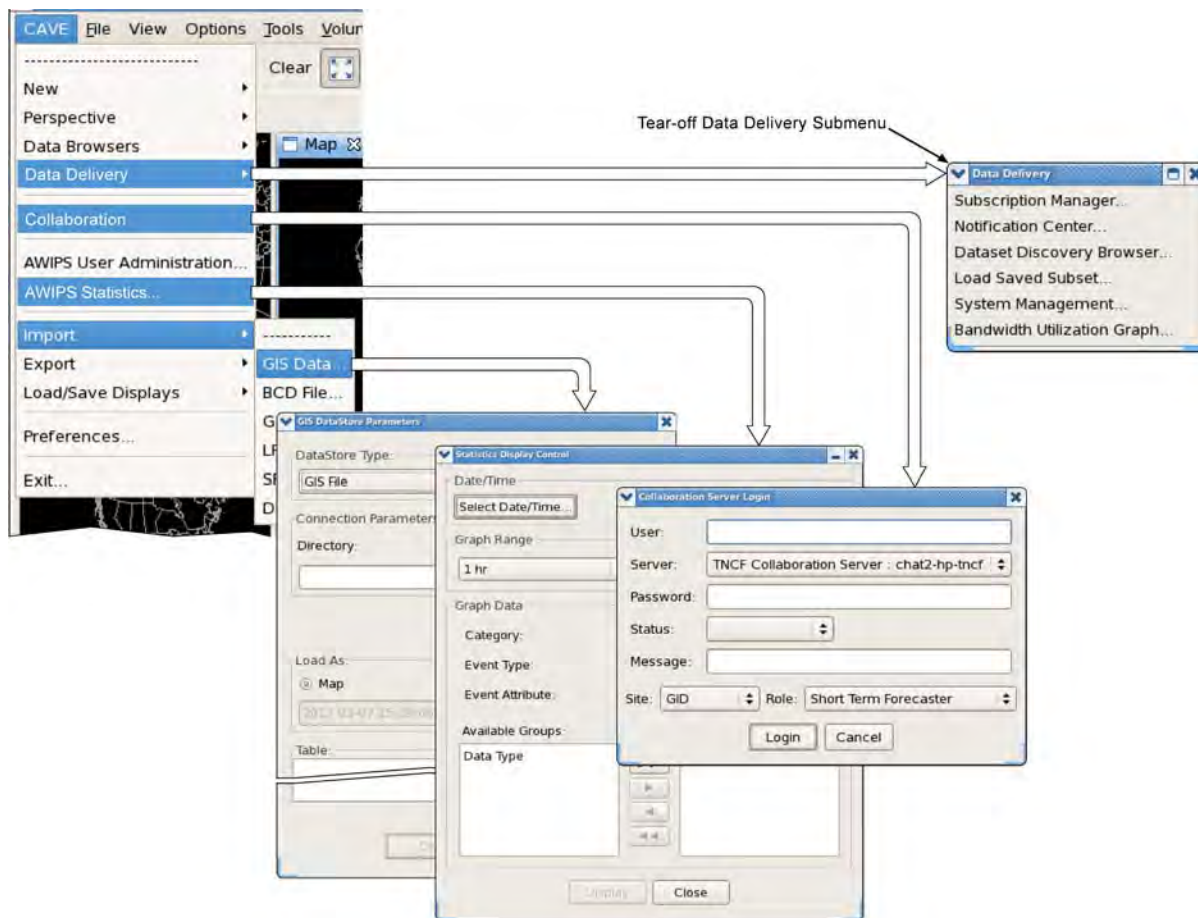 CAVE File View Options Tools
Clear
---------------------------
New
Perspective
Data Browsers
Data Delivery
Collaboration
AWIPS User Administration...
AWIPS Statistics...
Import
Export
Load/Save Displays
Preferences...
Exit...
Map
-----------
GIS Data...
BCD File...
Tear-off Data Delivery Submenu
Data Delivery
Subscription Manager...
Notification Center...
Dataset Discovery Browser...
Load Saved Subset...
System Management...
Bandwidth Utilization Graph...
GIS DataStore Parameters
DataStore Type:
GIS File
Connection Parameters
Directory:
Load As:
Map
Table:
Statistics Display Control
Date/Time
Select Date/Time...
Graph Range
1 hr
Graph Data
Category:
Event Type:
Event Attribute:
Available Groups:
Data Type
Display
Close
Collaboration Server Login
User:
Server: TNCF Collaboration Server : chat2-hp-tncf
Password:
Status:
Message:
Site: GID Role: Short Term Forecaster
Login Cancel